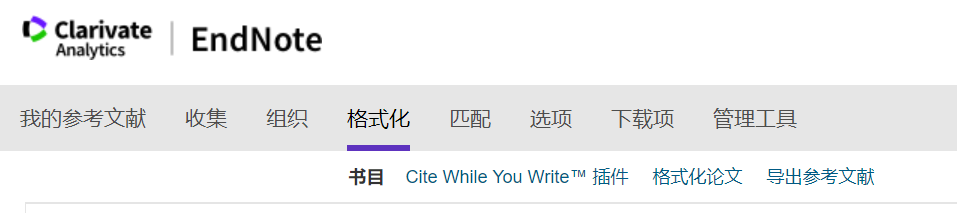 Clarivate Analytics | EndNote
我的参考文献 收集 组织 格式化 匹配 选项 下载项 管理工具
书目 Cite While You Write™ 插件 格式化论文 导出参考文献